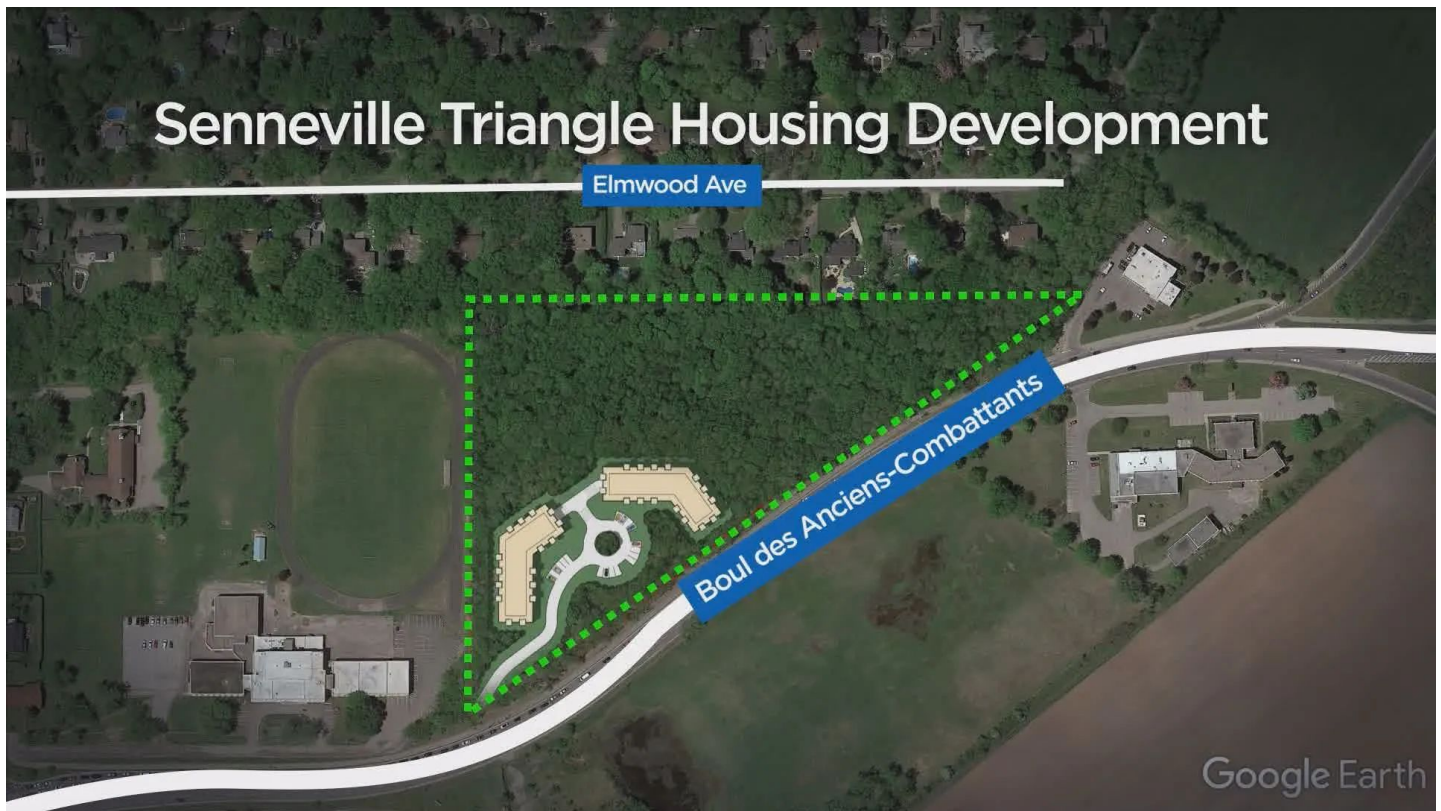 Senneville Triangle Housing Development
Elmwood Ave
Boul des Anciens-Combattants
Google Earth